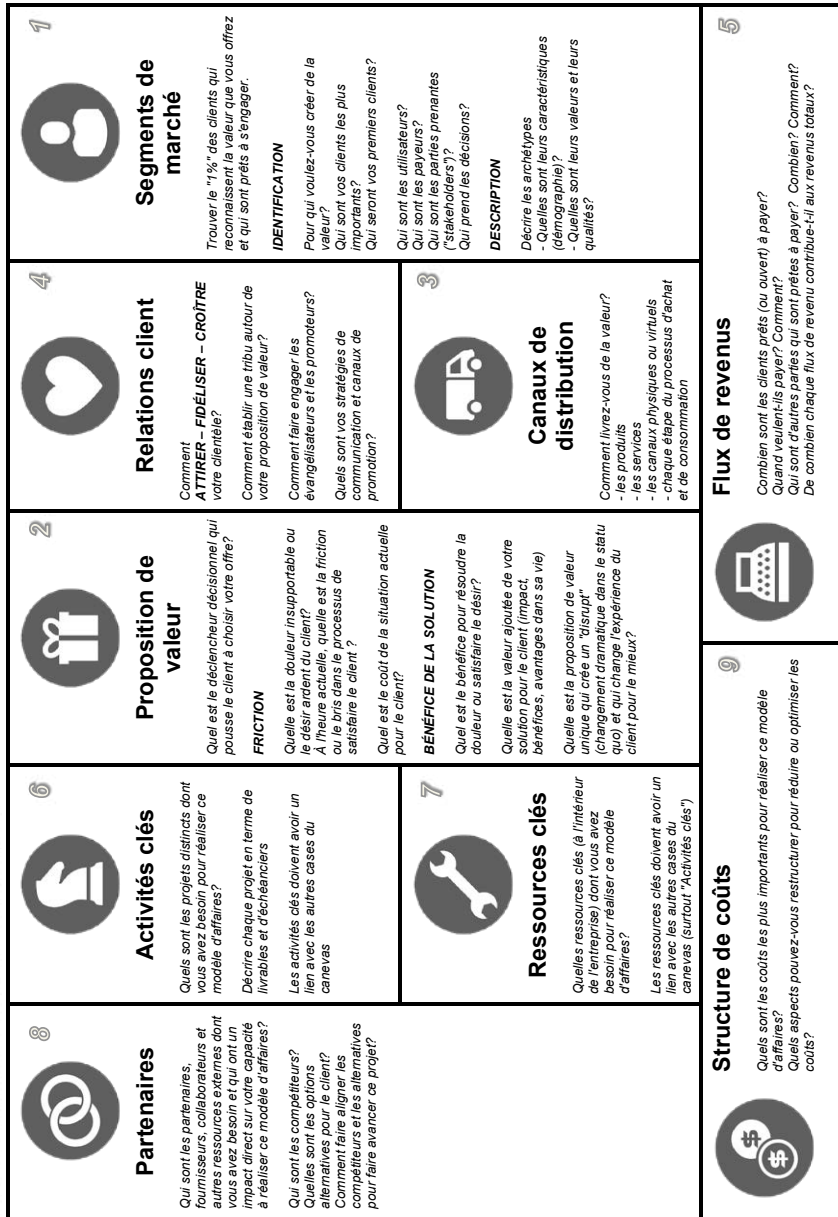 8
Partenaires
Qui sont les partenaires,
fournisseurs, collaborateurs et
autres ressources externes dont
vous avez besoin et qui ont un
impact direct sur votre capacité
à réaliser ce modèle d'affaires?
Qui sont les compétiteurs?
Quelles sont les options
alternatives pour le client?
Comment faire aligner les
compétiteurs et les alternatives
pour faire avancer ce projet?
6
Activités clés
Quels sont les projets distincts dont
vous avez besoin pour réaliser ce
modèle d'affaires?
Décrire chaque projet en terme de
livrables et d'échéanciers
Les activités clés doivent avoir un
lien avec les autres cases du
canevas
7
Ressources clés
Quelles ressources clés (à l'intérieur
de l'entreprise) dont vous avez
besoin pour réaliser ce modèle
d'affaires?
Les ressources clés doivent avoir un
lien avec les autres cases du
canevas (surtout "Activités clés")
2
Proposition de
valeur
Quel est le déclencheur décisionnel qui
pousse le client à choisir votre offre?
FRICTION
Quelle est la douleur insupportable ou
le désir ardent du client?
À l'heure actuelle, quelle est la friction
ou le bris dans le processus de
satisfaire le client ?
Quel est le coût de la situation actuelle
pour le client?
BÉNÉFICE DE LA SOLUTION
Quel est le bénéfice pour résoudre la
douleur ou satisfaire le désir?
Quelle est la valeur ajoutée de votre
solution pour le client (impact,
bénéfices, avantages dans sa vie)
Quelle est la proposition de valeur
unique qui crée un "disrupt"
(changement dramatique dans le statu
quo) et qui change l'expérience du
client pour le mieux?
4
Relations client
Comment
ATTIRER – FIDÉLISER – CROÎTRE
votre clientèle?
Comment établir une tribu autour de
votre proposition de valeur?
Comment faire engager les
évangélisateurs et les promoteurs?
Quels sont vos stratégies de
communication et canaux de
promotion?
3
Canaux de
distribution
Comment livrez-vous de la valeur?
- les produits
- les services
- les canaux physiques ou virtuels
- chaque étape du processus d'achat
et de consommation
1
Segments de
marché
Trouver le "1%" des clients qui
reconnaissent la valeur que vous offrez
et qui sont prêts à s'engager.
IDENTIFICATION
Pour qui voulez-vous créer de la
valeur?
Qui sont vos clients les plus
importants?
Qui seront vos premiers clients?
Qui sont les utilisateurs?
Qui sont les payeurs?
Qui sont les parties prenantes
("stakeholders")?
Qui prend les décisions?
DESCRIPTION
Décrire les archétypes
- Quelles sont leurs caractéristiques
(démographie)?
- Quelles sont leurs valeurs et leurs
qualités?
9
Structure de coûts
Quels sont les coûts les plus importants pour réaliser ce modèle
d'affaires?
Quels aspects pouvez-vous restructurer pour réduire ou optimiser les
coûts?
$
$
5
Flux de revenus
Combien sont les clients prêts (ou ouvert) à payer?
Quand veulent-ils payer? Comment?
Qui sont d'autres parties qui sont prêtes à payer? Combien? Comment?
De combien chaque flux de revenu contribue-t-il aux revenus totaux?